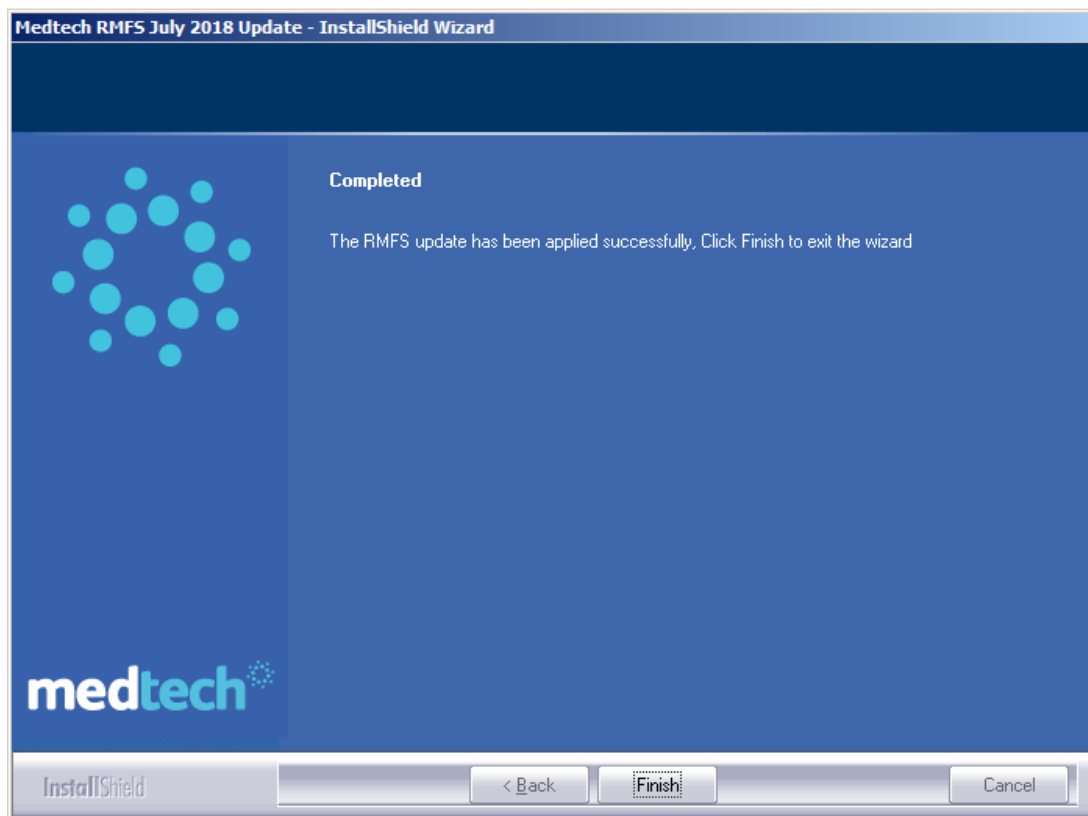 Medtech RMFS July 2018 Update - InstallShield Wizard
Completed
The RMFS update has been applied successfully, Click Finish to exit the wizard
medtech
InstallShield
< Back
Finish
Cancel